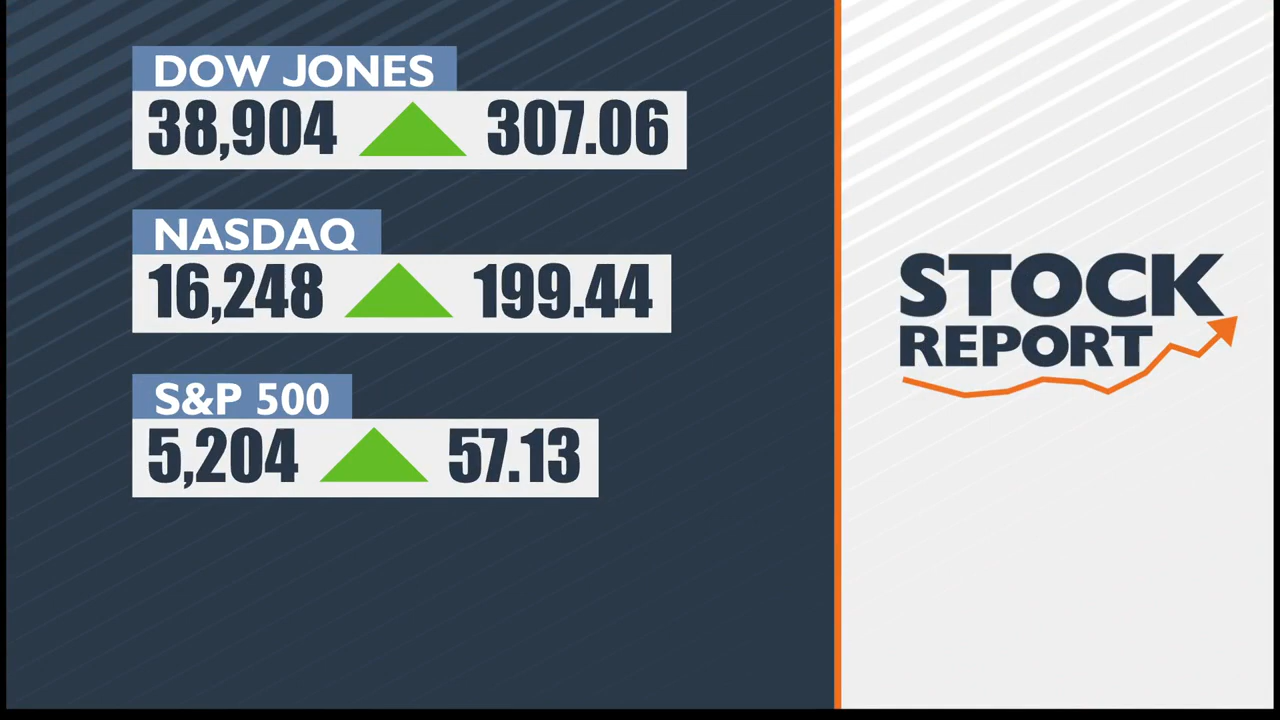 DOW JONES
38,904 307.06
NASDAQ
16,248 199.44
S&P 500
5,204 57.13
STOCK
REPORT